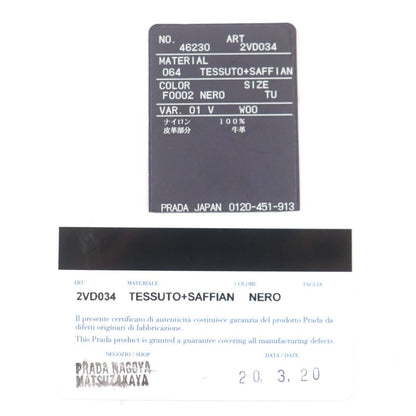 NO. ART
46230 2VD034
MATERIAL
064 TESSUTO+SAFFIAN
COLOR SIZE
F0002 NERO TU
VAR. 01 V W00
ナイロン 100%
皮革部分 牛革
PRADA JAPAN 0120-451-913
ART MATERIALE COLORE TAGLIA
2VD034 TESSUTO+SAFFIAN NERO
Il presente certificato di autenticità costituisce garanzia del prodotto Prada da
difetti originari di fabbricazione.
This Prada product is granted a guarantee covering all manufacturing defects.
NEGOZIO / SHOP DATA / DATE
PRADA NAGOYA
MATSUZAKAYA
20. 3. 20